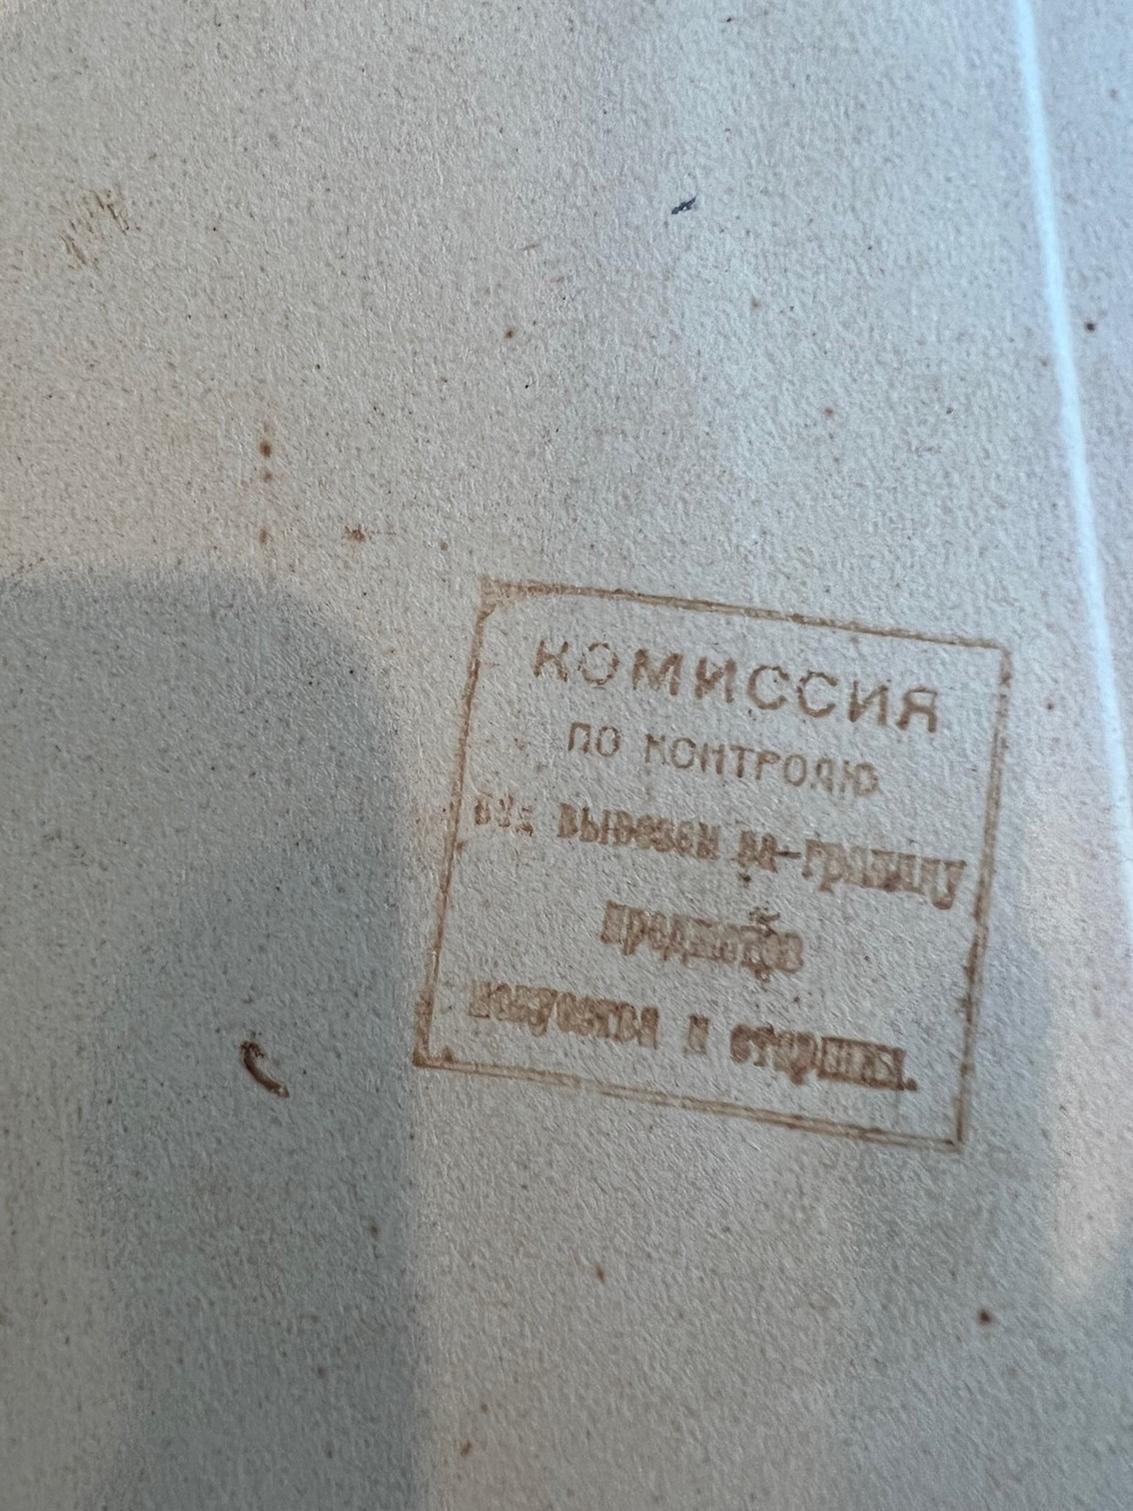 КОМИССИЯ
ПО КОНТРОЛЮ
вывозом за-границу
предметов
искусства и старины.